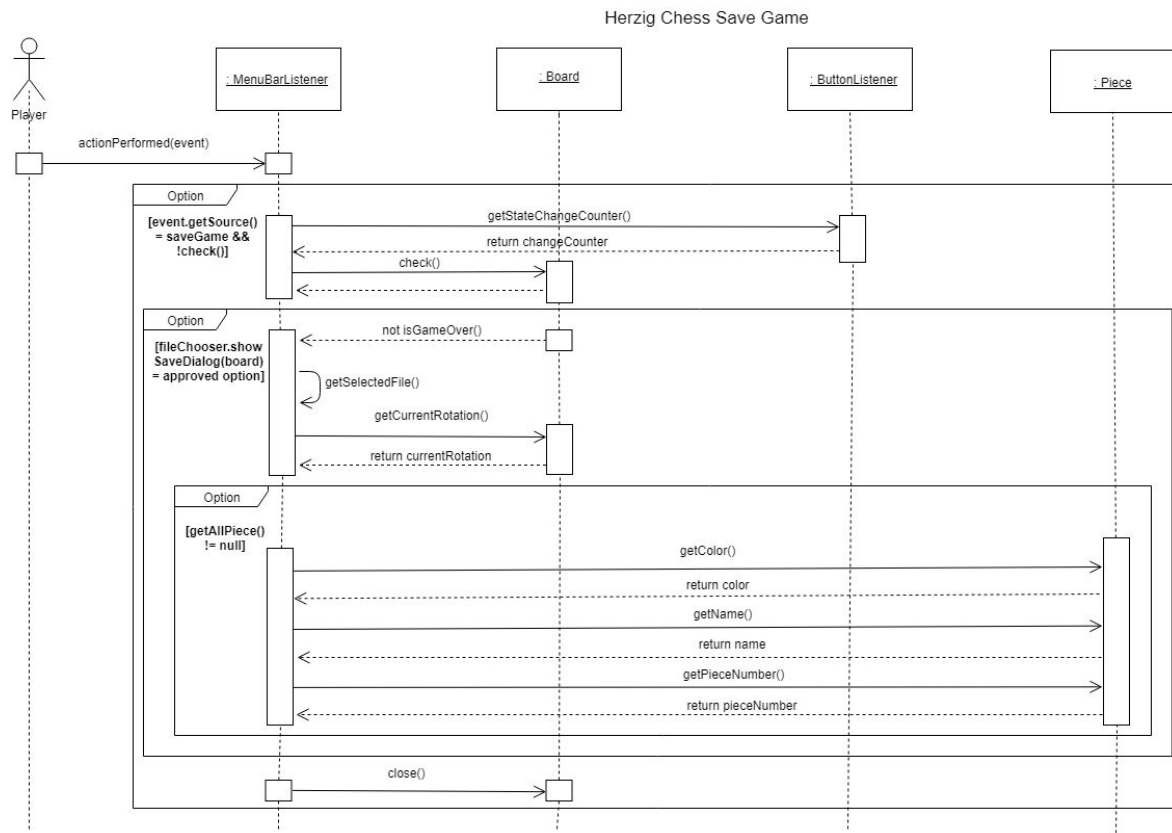 Herzig Chess Save Game
: MenuBarListener
: Board
: ButtonListener
: Piece
Player
actionPerformed(event)
Option
[event.getSource()
= saveGame &&
!check()]
getStateChangeCounter()
return changeCounter
check()
Option
[fileChooser.show
SaveDialog(board)
= approved option]
not isGameOver()
getSelectedFile()
getCurrentRotation()
return currentRotation
Option
[getAllPiece()
!= null]
getColor()
return color
getName()
return name
getPieceNumber()
return pieceNumber
close()